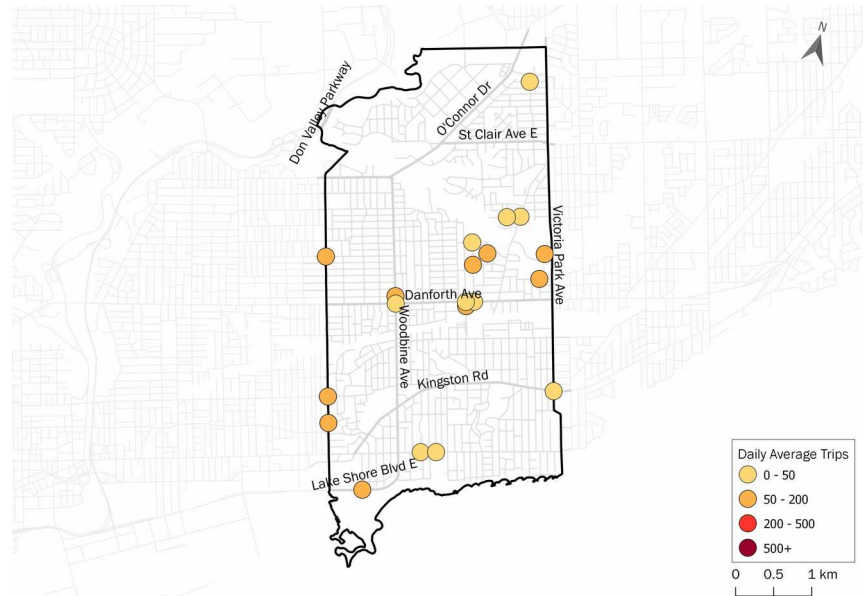 N
Don Valley Parkway
O'Connor Dr
St Clair Ave E
Victoria Park Ave
Danforth Ave
Woodbine Ave
Kingston Rd
Lake Shore Blvd E
Daily Average Trips
0 - 50
50 - 200
200 - 500
500+
0 0.5 1 km